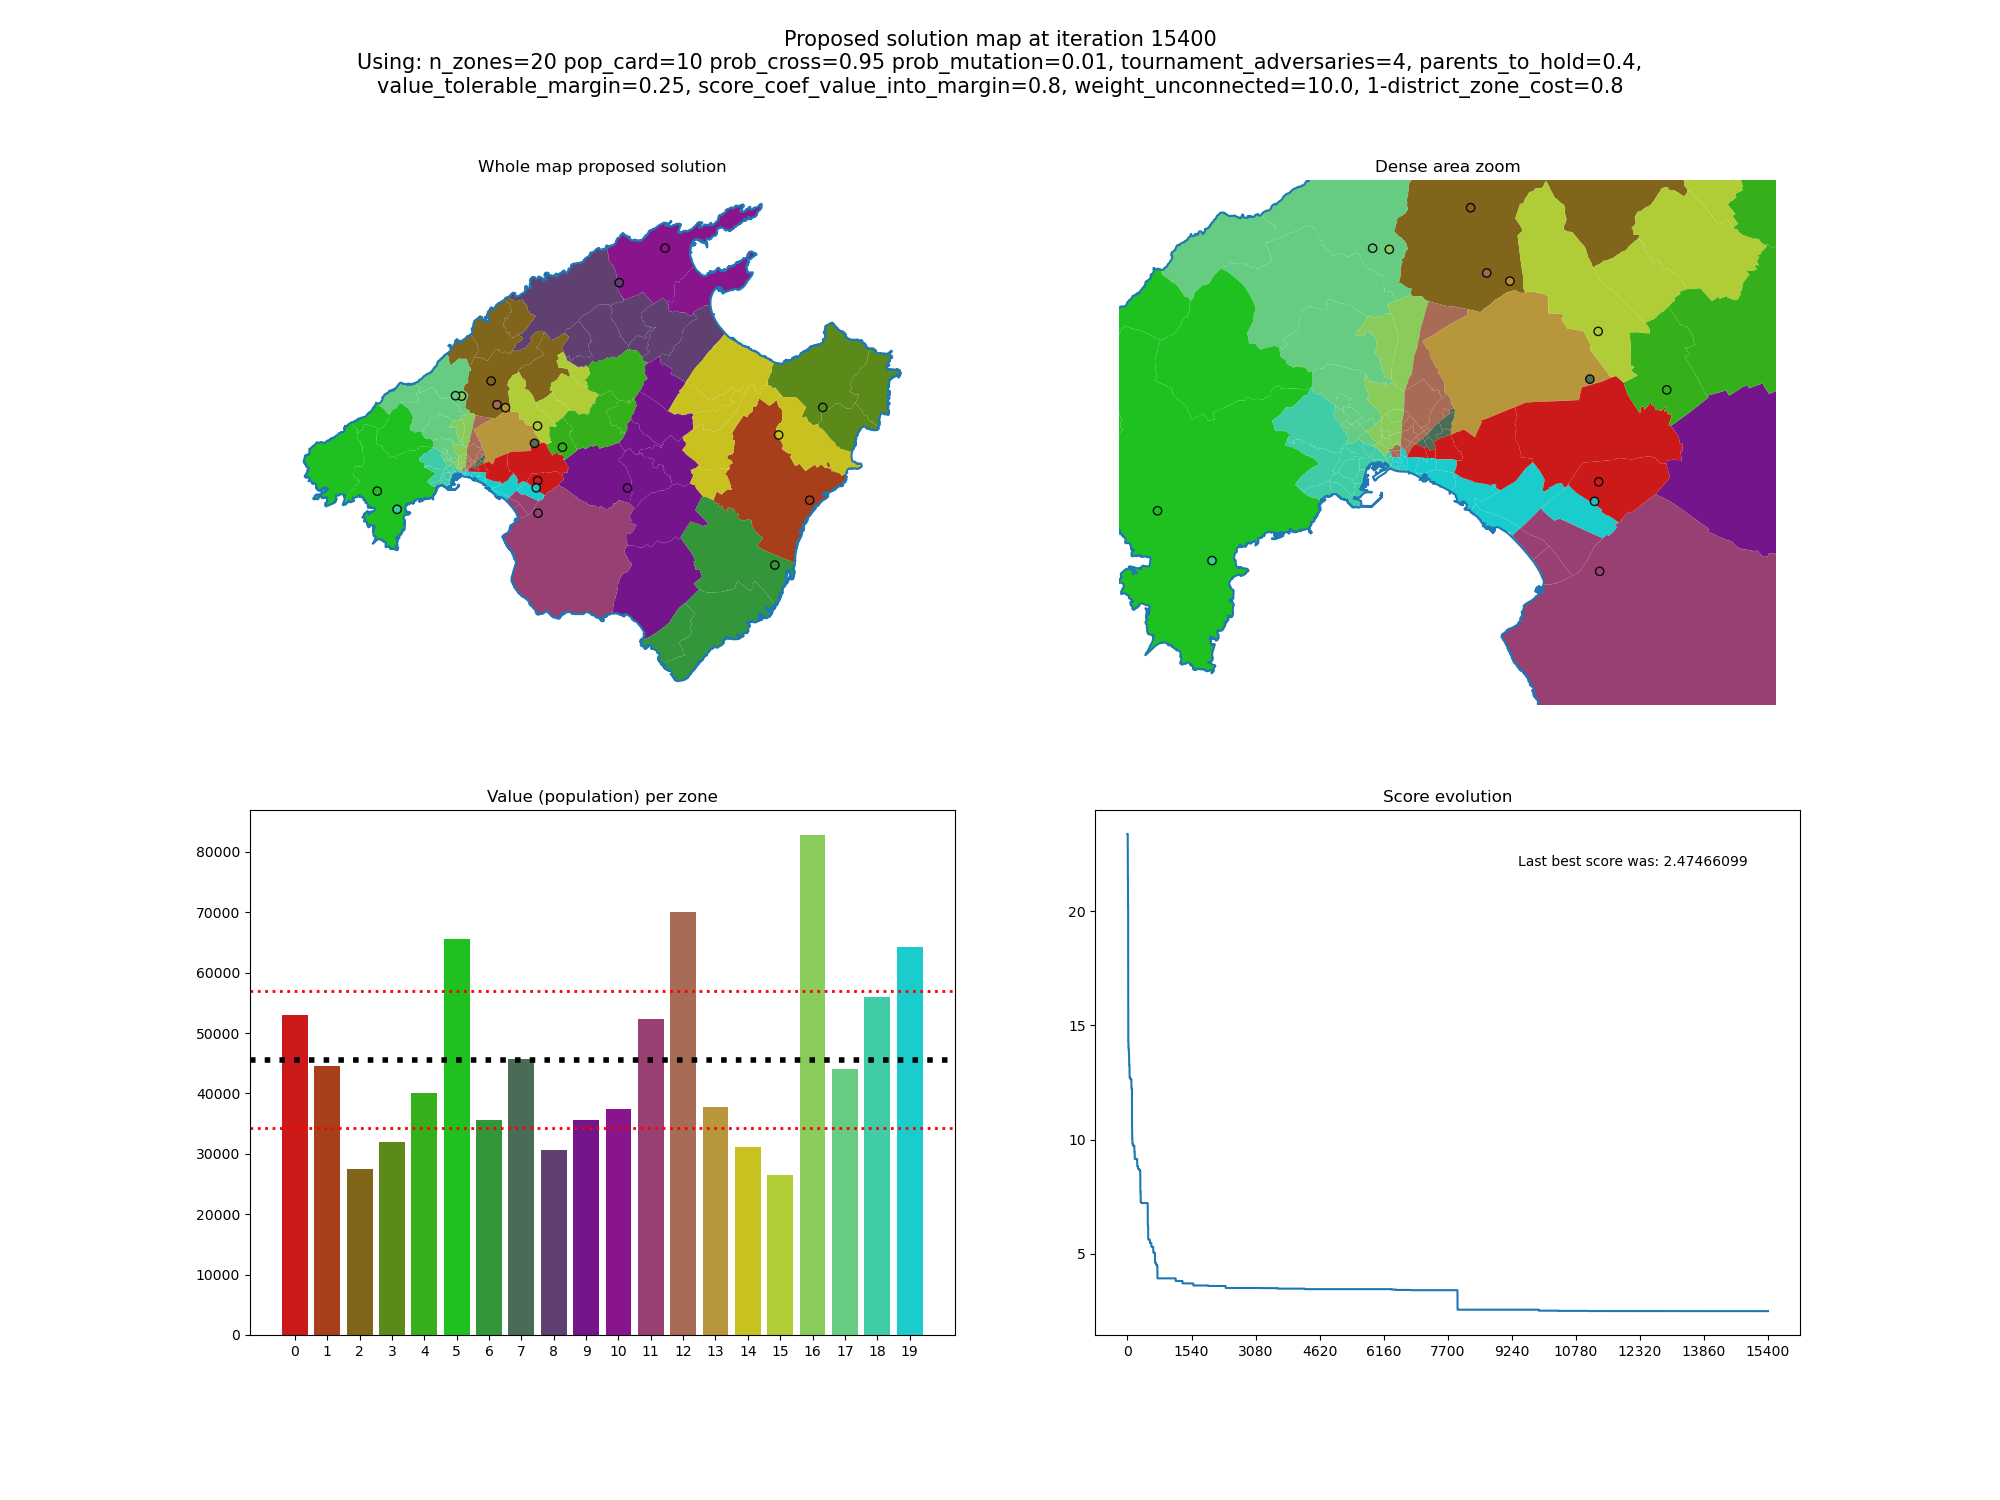 Proposed solution map at iteration 15400
Using: n_zones=20 pop_card=10 prob_cross=0.95 prob_mutation=0.01, tournament_adversaries=4, parents_to_hold=0.4,
value_tolerable_margin=0.25, score_coef_value_into_margin=0.8, weight_unconnected=10.0, 1-district_zone_cost=0.8
Whole map proposed solution
Dense area zoom
Value (population) per zone
80000
70000
60000
50000
40000
30000
20000
10000
0
0 1 2 3 4 5 6 7 8 9 10 11 12 13 14 15 16 17 18 19
Score evolution
Last best score was: 2.47466099
20
15
10
5
0 1540 3080 4620 6160 7700 9240 10780 12320 13860 15400